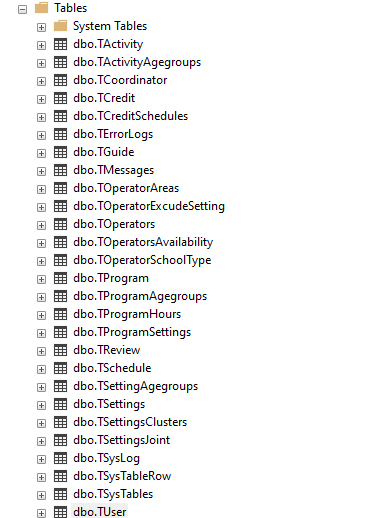 Tables
System Tables
dbo.TActivity
dbo.TActivityAgegroups
dbo.TCoordinator
dbo.TCredit
dbo.TCreditSchedules
dbo.TErrorLogs
dbo.TGuide
dbo.TMessages
dbo.TOperatorAreas
dbo.TOperatorExcudeSetting
dbo.TOperators
dbo.TOperatorsAvailability
dbo.TOperatorSchoolType
dbo.TProgram
dbo.TProgramAgegroups
dbo.TProgramHours
dbo.TProgramSettings
dbo.TReview
dbo.TSchedule
dbo.TSettingAgegroups
dbo.TSettings
dbo.TSettingsClusters
dbo.TSettingsJoint
dbo.TSysLog
dbo.TSysTableRow
dbo.TSysTables
dbo.TUser